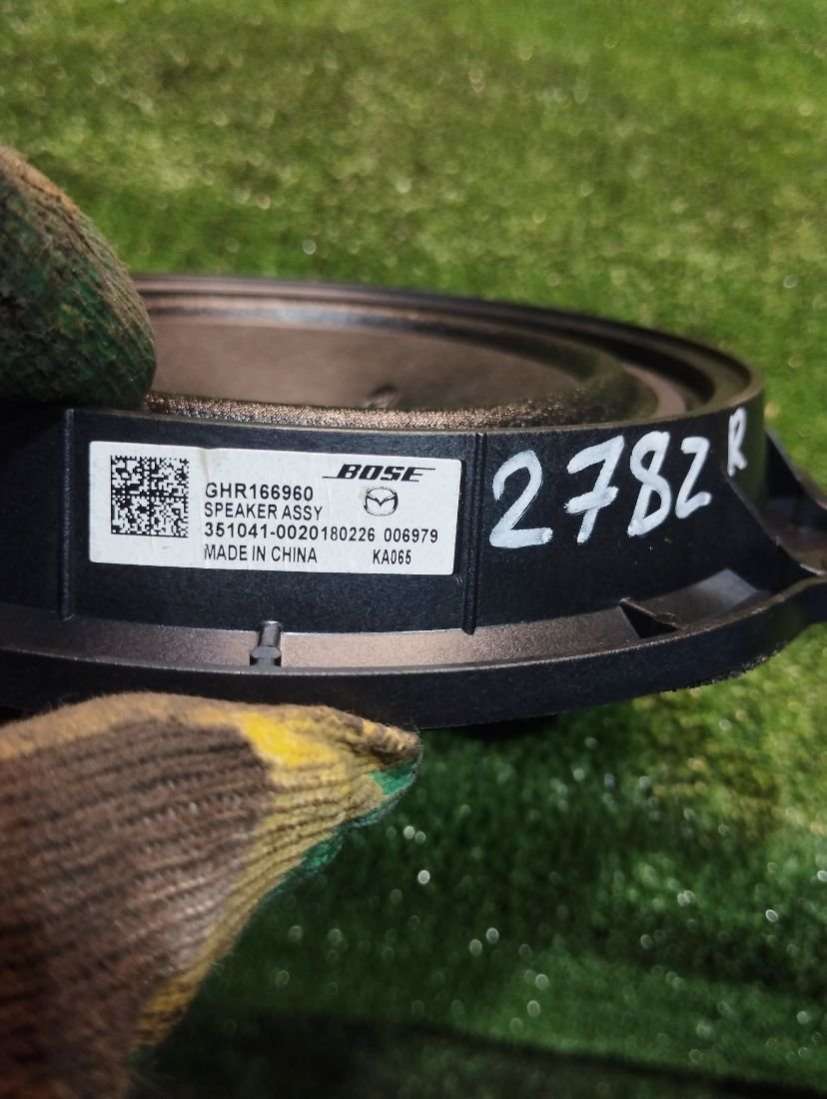 BOSE
GHR166960
SPEAKER ASSY
351041-0020180226 006979
MADE IN CHINA KA065
2782 R